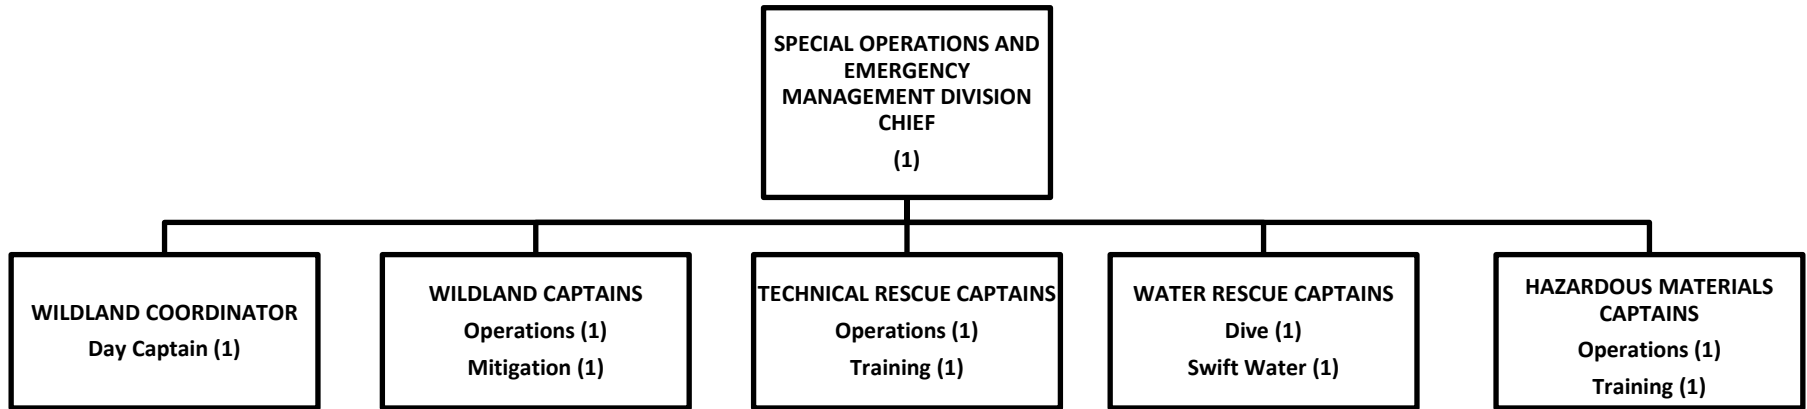 SPECIAL OPERATIONS AND
EMERGENCY
MANAGEMENT DIVISION
CHIEF
(1)
WILDLAND COORDINATOR
Day Captain (1)
WILDLAND CAPTAINS
Operations (1)
Mitigation (1)
TECHNICAL RESCUE CAPTAINS
Operations (1)
Training (1)
WATER RESCUE CAPTAINS
Dive (1)
Swift Water (1)
HAZARDOUS MATERIALS
CAPTAINS
Operations (1)
Training (1)